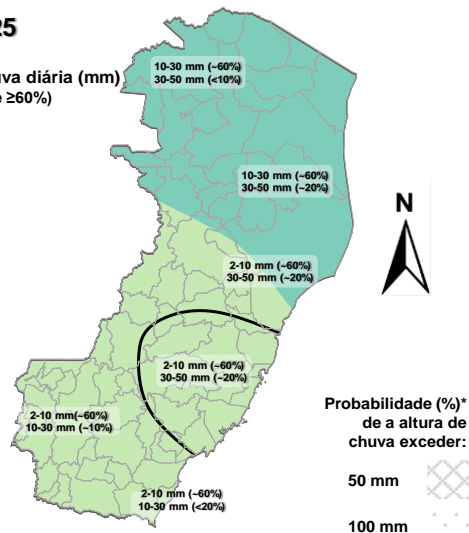 25
uva diária (mm)
e ≥60%)
10-30 mm (~60%)
30-50 mm (<10%)
10-30 mm (~60%)
30-50 mm (~20%)
N
2-10 mm (~60%)
30-50 mm (~20%)
2-10 mm (~60%)
30-50 mm (~20%)
2-10 mm(~60%)
10-30 mm (~10%)
2-10 mm (~60%)
10-30 mm (<20%)
Probabilidade (%)*
de a altura de
chuva exceder:
50 mm
100 mm